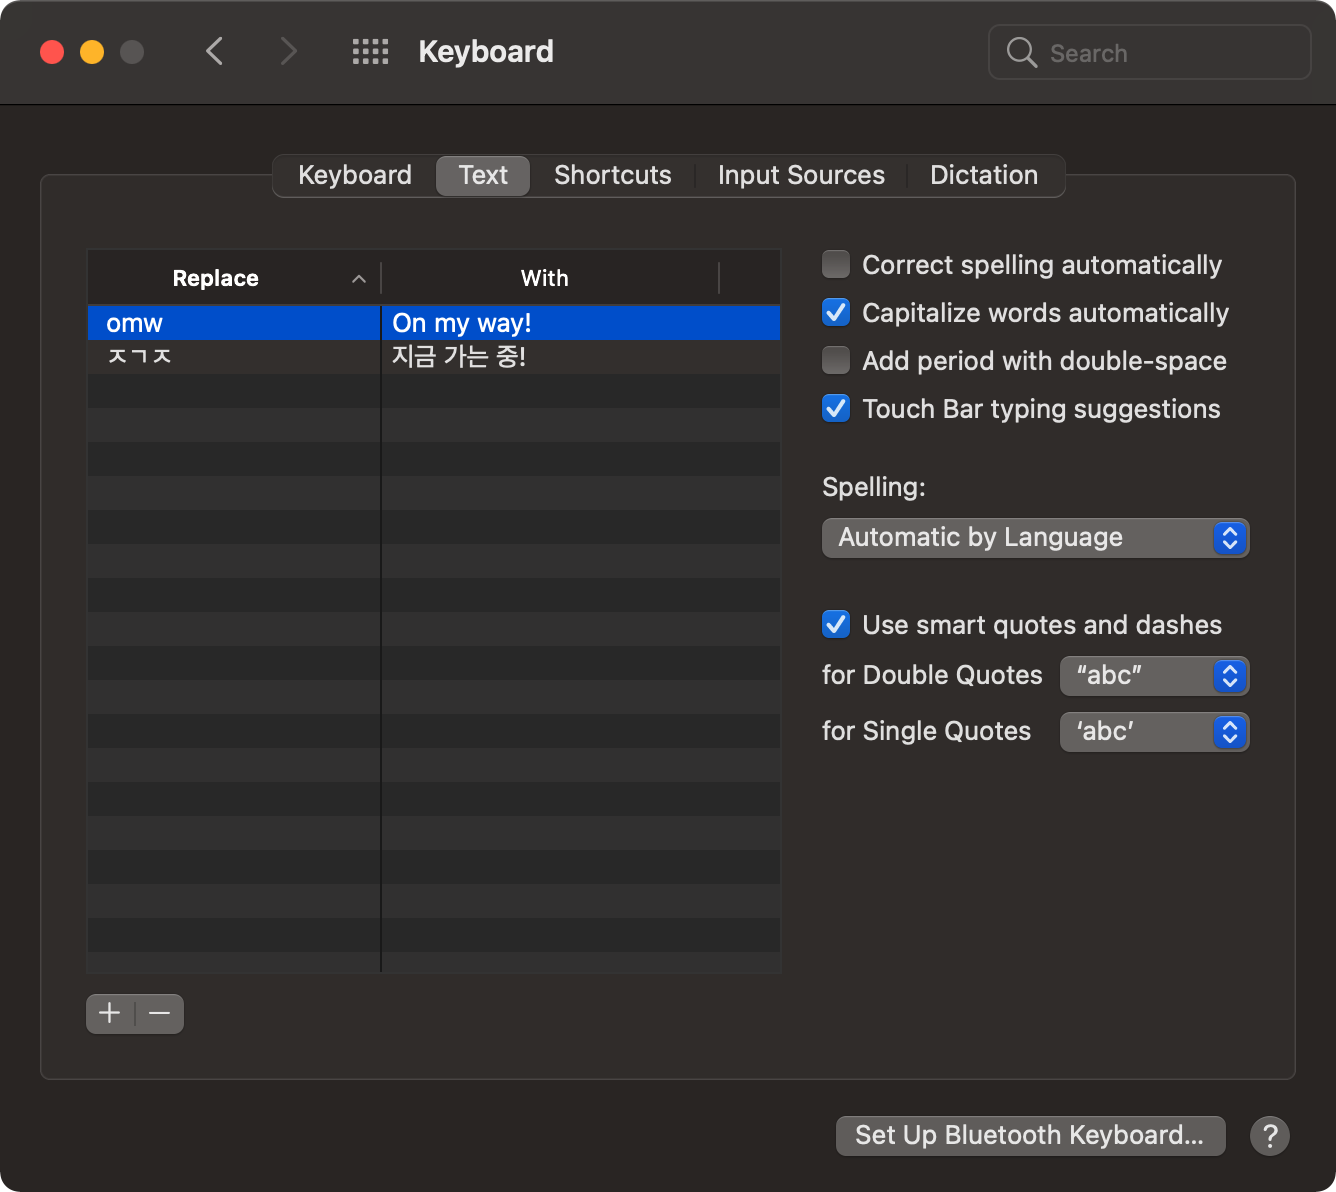 Keyboard
Search
Keyboard Text Shortcuts Input Sources Dictation
Replace With
omw On my way!
ㅈㄱㅈ 지금 가는 중!
Correct spelling automatically
Capitalize words automatically
Add period with double-space
Touch Bar typing suggestions
Spelling:
Automatic by Language
Use smart quotes and dashes
for Double Quotes “abc”
for Single Quotes ‘abc’
Set Up Bluetooth Keyboard... ?